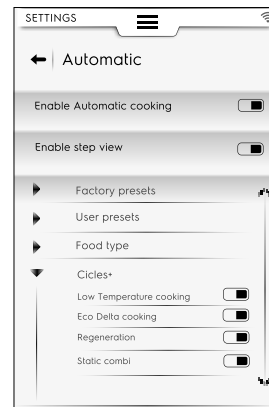 SETTINGS
Automatic
Enable Automatic cooking
Enable step view
Factory presets
User presets
Food type
Cicles+
Low Temperature cooking
Eco Delta cooking
Regeneration
Static combi